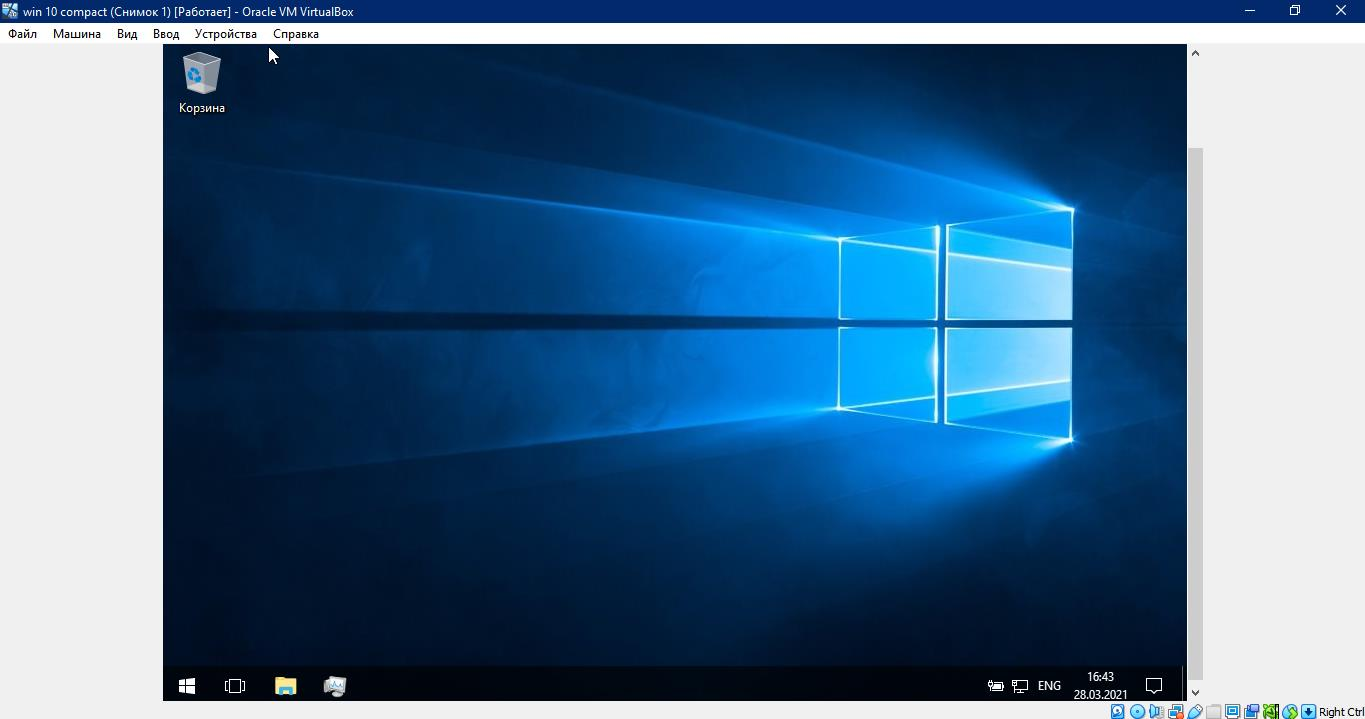 win 10 compact (Снимок 1) [Работает] - Oracle VM VirtualBox
Файл Машина Вид Ввод Устройства Справка
Корзина
ENG
16:43
28.03.2021
Right Ctrl